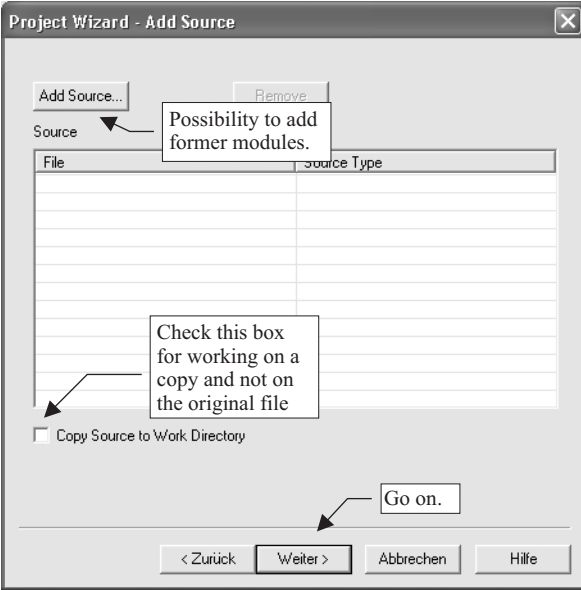 Project Wizard - Add Source
Add Source...
Remove
Possibility to add
former modules.
Source
File
Source Type
Check this box
for working on a
copy and not on
the original file
Copy Source to Work Directory
Go on.
< Zurück
Weiter >
Abbrechen
Hilfe